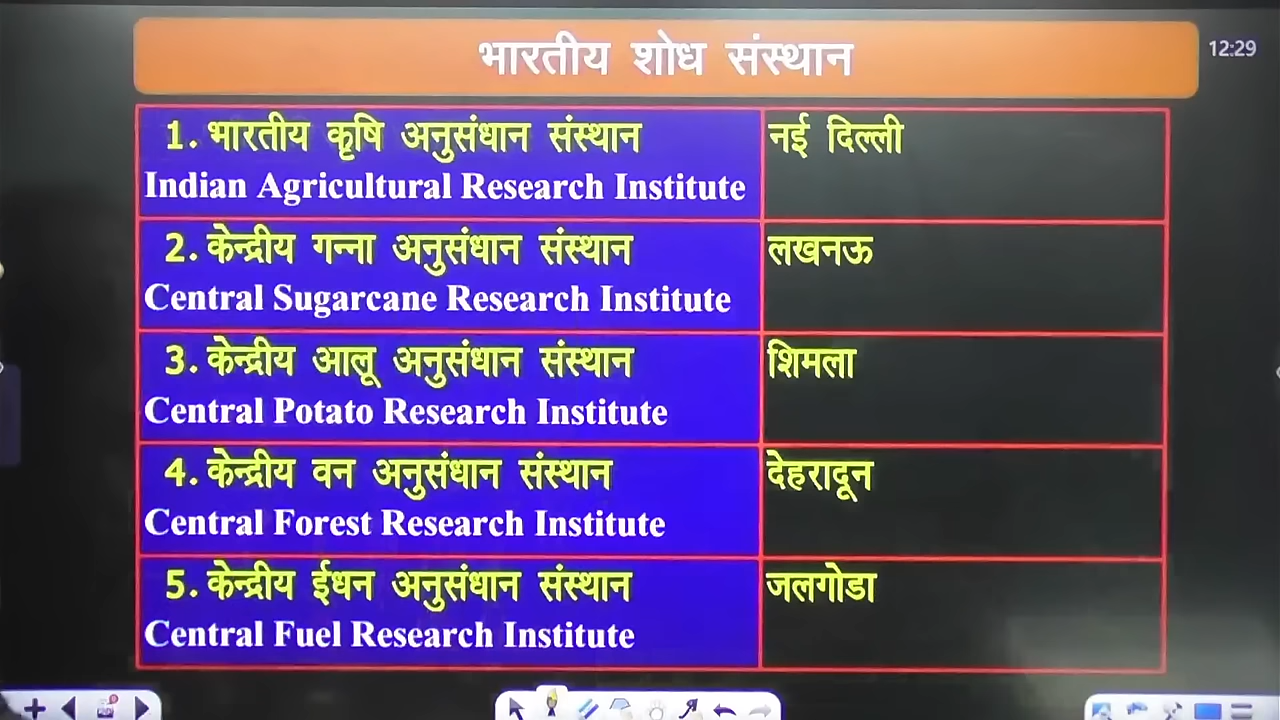 भारतीय शोध संस्थान
12:29
1. भारतीय कृषि अनुसंधान संस्थान
नई दिल्ली
Indian Agricultural Research Institute
2. केन्द्रीय गन्ना अनुसंधान संस्थान
लखनऊ
Central Sugarcane Research Institute
3. केन्द्रीय आलू अनुसंधान संस्थान
शिमला
Central Potato Research Institute
4. केन्द्रीय वन अनुसंधान संस्थान
देहरादून
Central Forest Research Institute
5. केन्द्रीय ईधन अनुसंधान संस्थान
जलगोडा
Central Fuel Research Institute